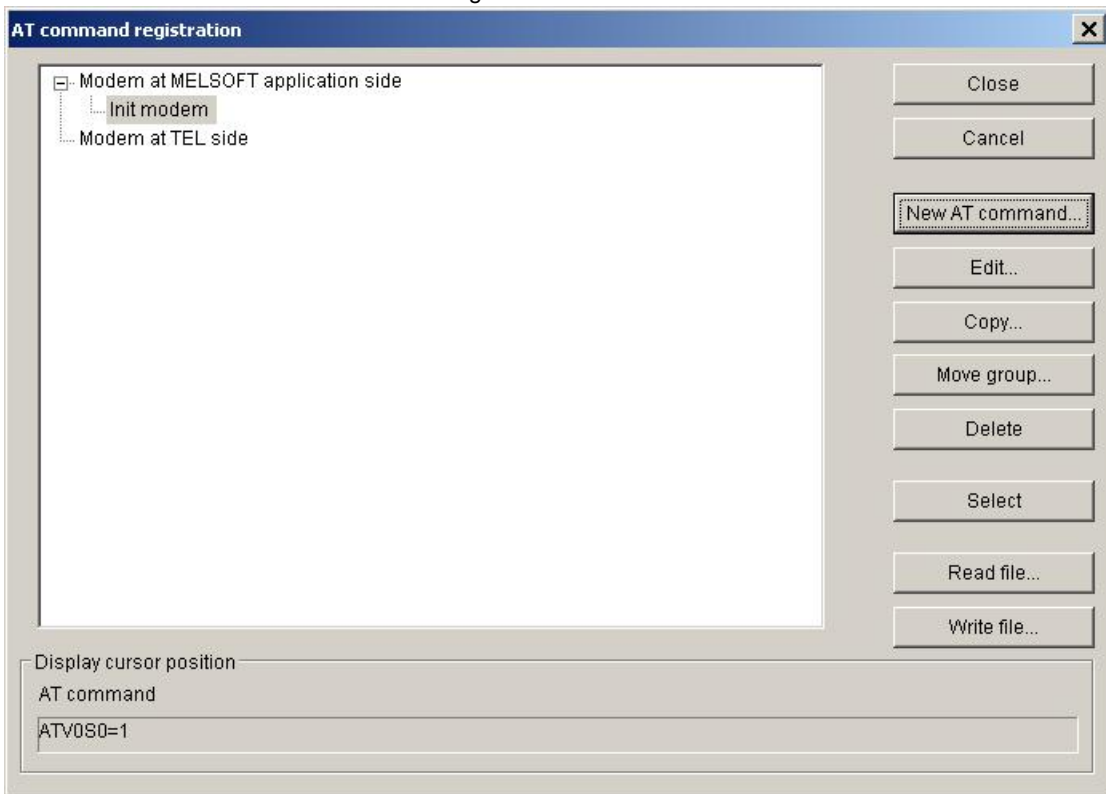 AT command registration
Modem at MELSOFT application side
Init modem
Modem at TEL side
Close
Cancel
New AT command...
Edit...
Copy...
Move group...
Delete
Select
Read file...
Write file...
Display cursor position
AT command
ATV0S0=1